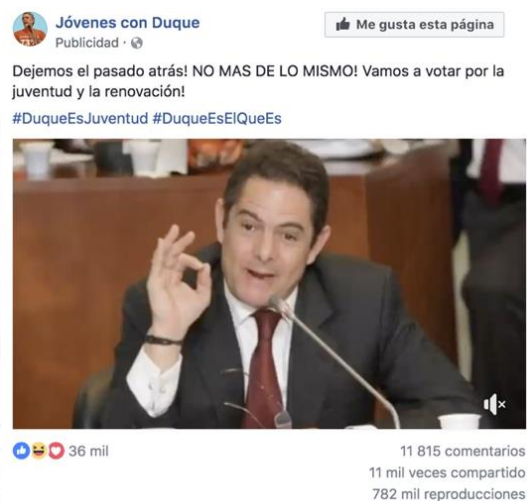 Jóvenes con Duque
Me gusta esta página
Publicidad ·
Dejemos el pasado atrás! NO MAS DE LO MISMO! Vamos a votar por la
juventud y la renovación!
#DuqueEsJuventud #DuqueEsElQueEs
36 mil
11 815 comentarios
11 mil veces compartido
782 mil reproducciones